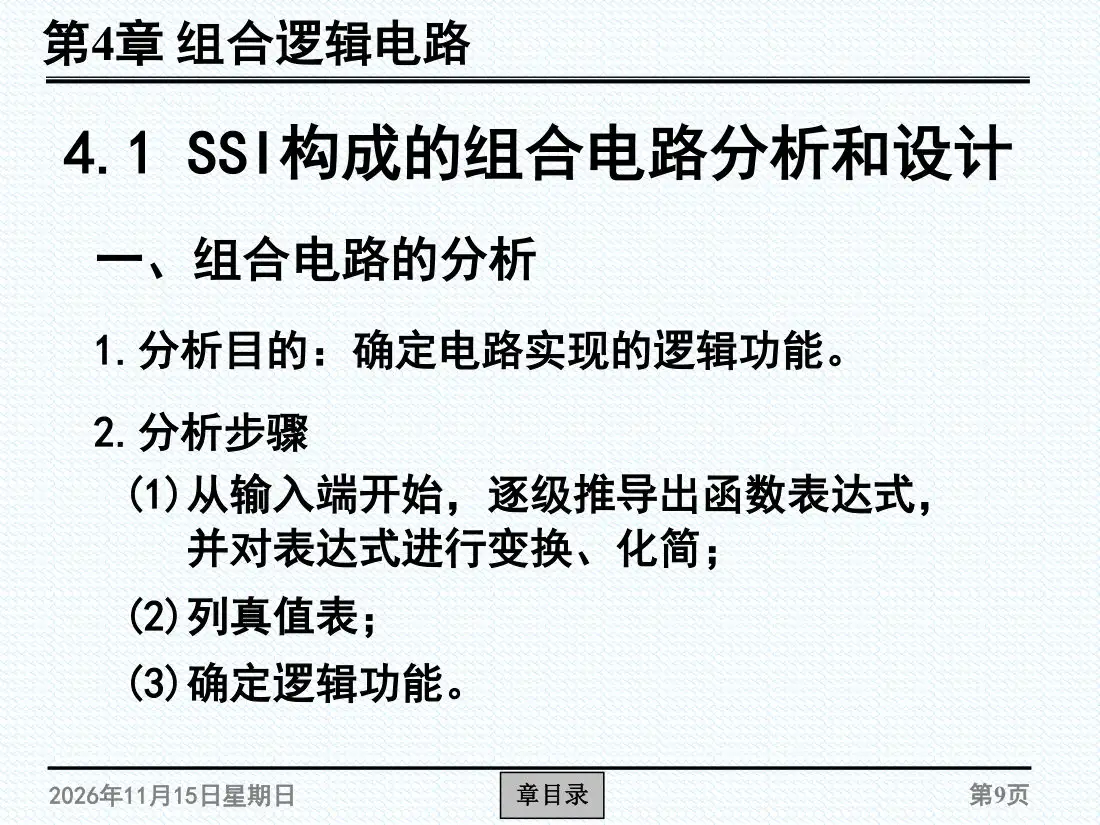 第4章 组合逻辑电路
4.1 SSI构成的组合电路分析和设计
一、组合电路的分析
1.分析目的：确定电路实现的逻辑功能。
2.分析步骤
(1)从输入端开始，逐级推导出函数表达式，
并对表达式进行变换、化简；
(2)列真值表；
(3)确定逻辑功能。
2026年11月15日星期日
章目录
第9页